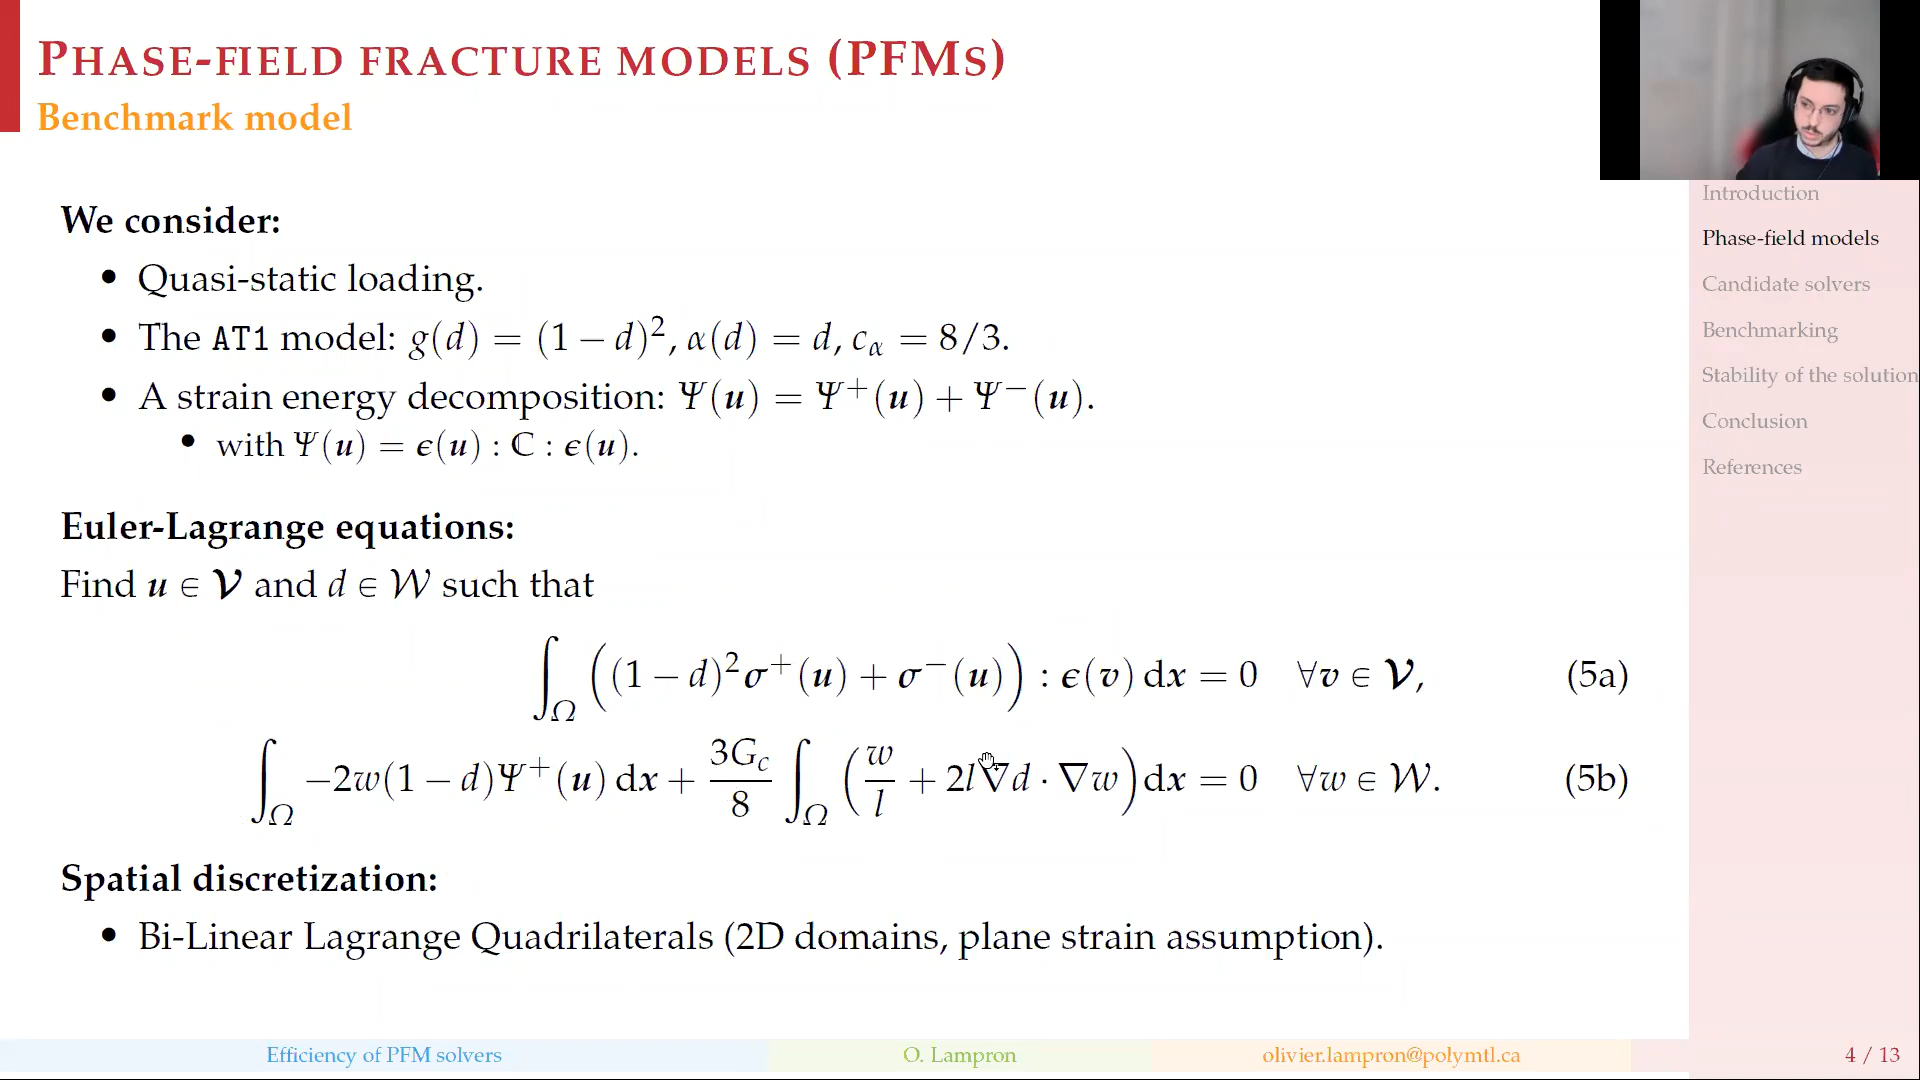 PHASE-FIELD FRACTURE MODELS (PFMS)
Benchmark model
We consider:
• Quasi-static loading.
• The AT1 model: g(d) = (1 − d)², α(d) = d, c_α = 8/3.
• A strain energy decomposition: Ψ(u) = Ψ⁺(u) + Ψ⁻(u).
• with Ψ(u) = ϵ(u) : ℂ : ϵ(u).
Euler-Lagrange equations:
Find u ∈ 𝓥 and d ∈ 𝒲 such that
∫_Ω ((1 − d)²σ⁺(u) + σ⁻(u)) : ϵ(v) dx = 0 ∀v ∈ 𝓥, (5a)
∫_Ω −2w(1 − d)Ψ⁺(u) dx + 3G_c/8 ∫_Ω (w/l + 2l∇d · ∇w) dx = 0 ∀w ∈ 𝒲. (5b)
Spatial discretization:
• Bi-Linear Lagrange Quadrilaterals (2D domains, plane strain assumption).
Introduction
Phase-field models
Candidate solvers
Benchmarking
Stability of the solution
Conclusion
References
Efficiency of PFM solvers
O. Lampron
olivier.lampron@polymtl.ca
4 / 13